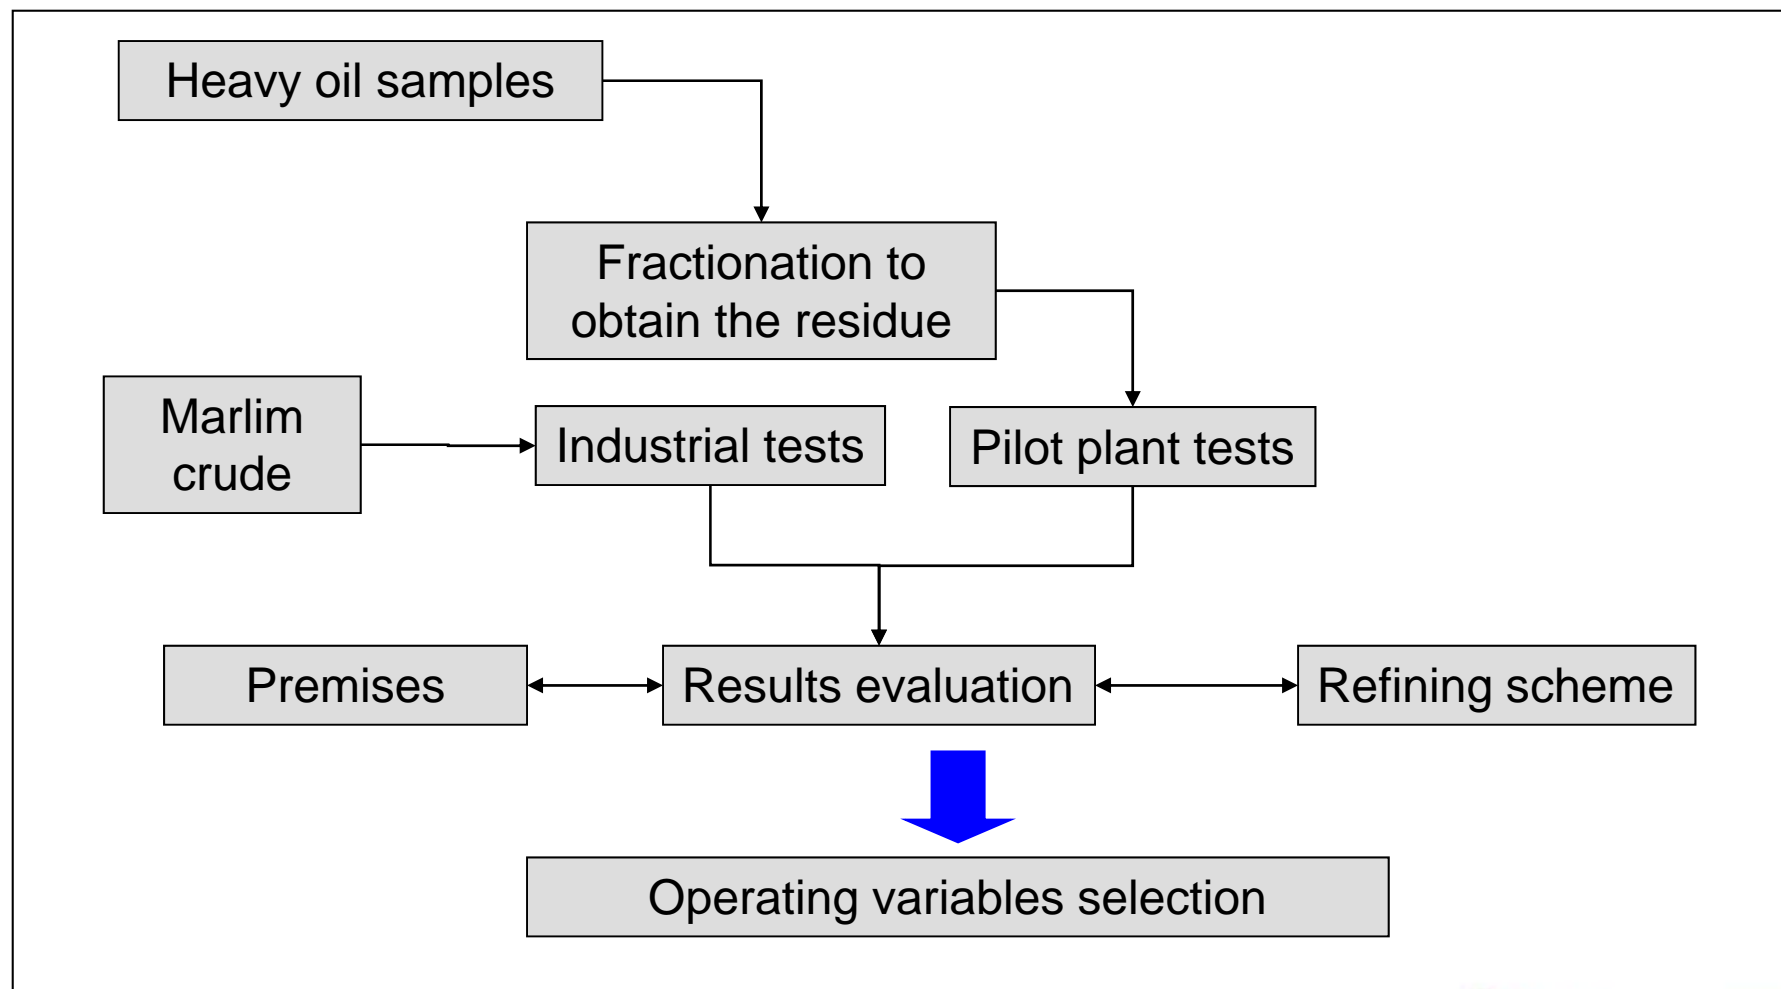 Heavy oil samples
Fractionation to
obtain the residue
Marlim
crude
Industrial tests
Pilot plant tests
Premises
Results evaluation
Refining scheme
Operating variables selection